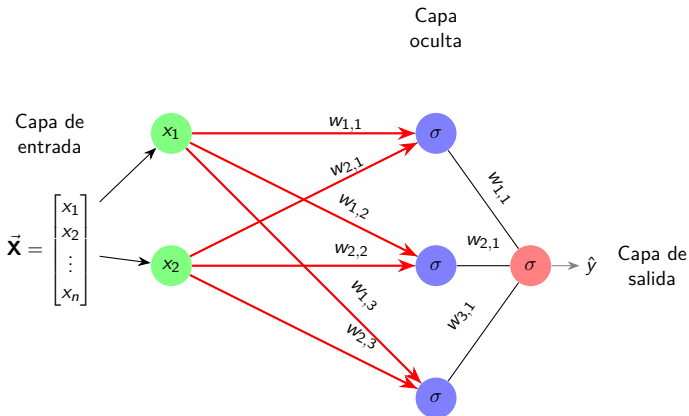 Capa
oculta
Capa de
entrada
x₁
w₁,₁
σ
w₂,₁
w₁,₂
w₁,₁
X⃗ =
x₁
x₂
⋮
xₙ
x₂
w₂,₂
σ
w₂,₁
σ
ŷ
Capa de
salida
w₁,₃
w₂,₃
w₃,₁
σ